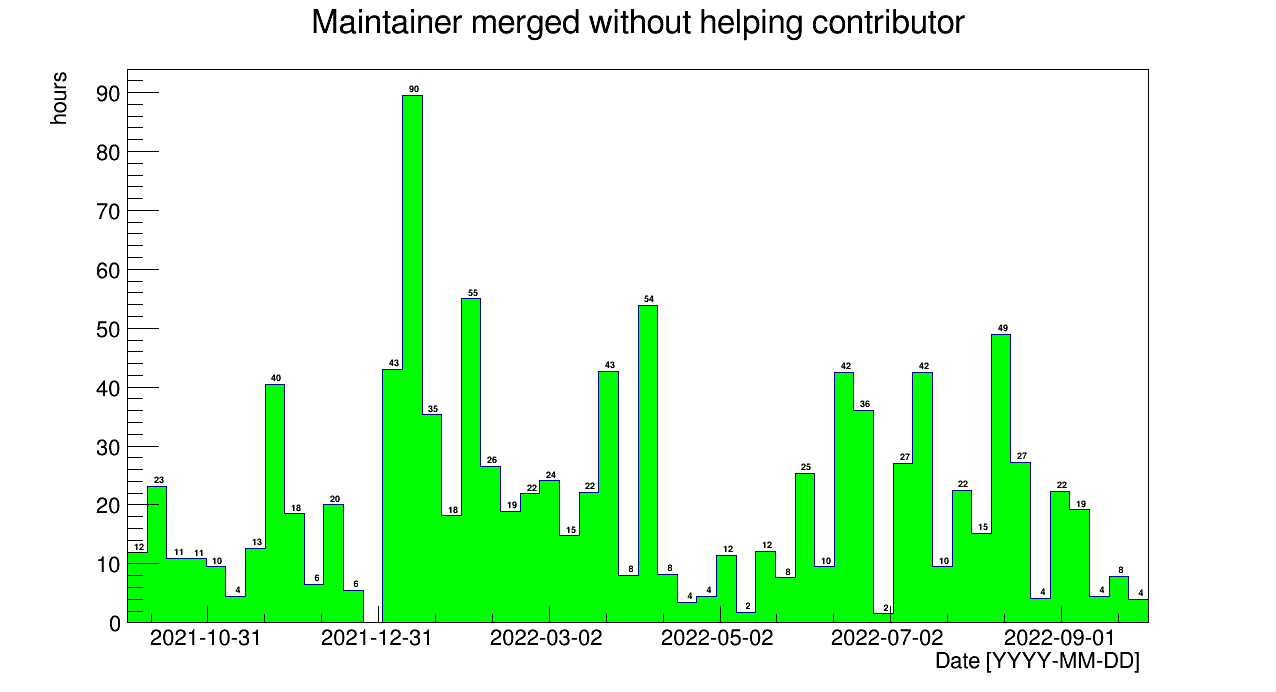 Maintainer merged without helping contributor
hours
90
80
70
60
50
40
30
20
10
0
12 23 11 11 10 4 13 40 18 6 20 6 43 90 35 18 55 26 19 22 24 15 22 43 8 54 8 4 4 12 2 12 8 25 10 42 36 2 27 42 10 22 15 49 27 4 22 19 4 8 4
2021-10-31 2021-12-31 2022-03-02 2022-05-02 2022-07-02 2022-09-01
Date [YYYY-MM-DD]